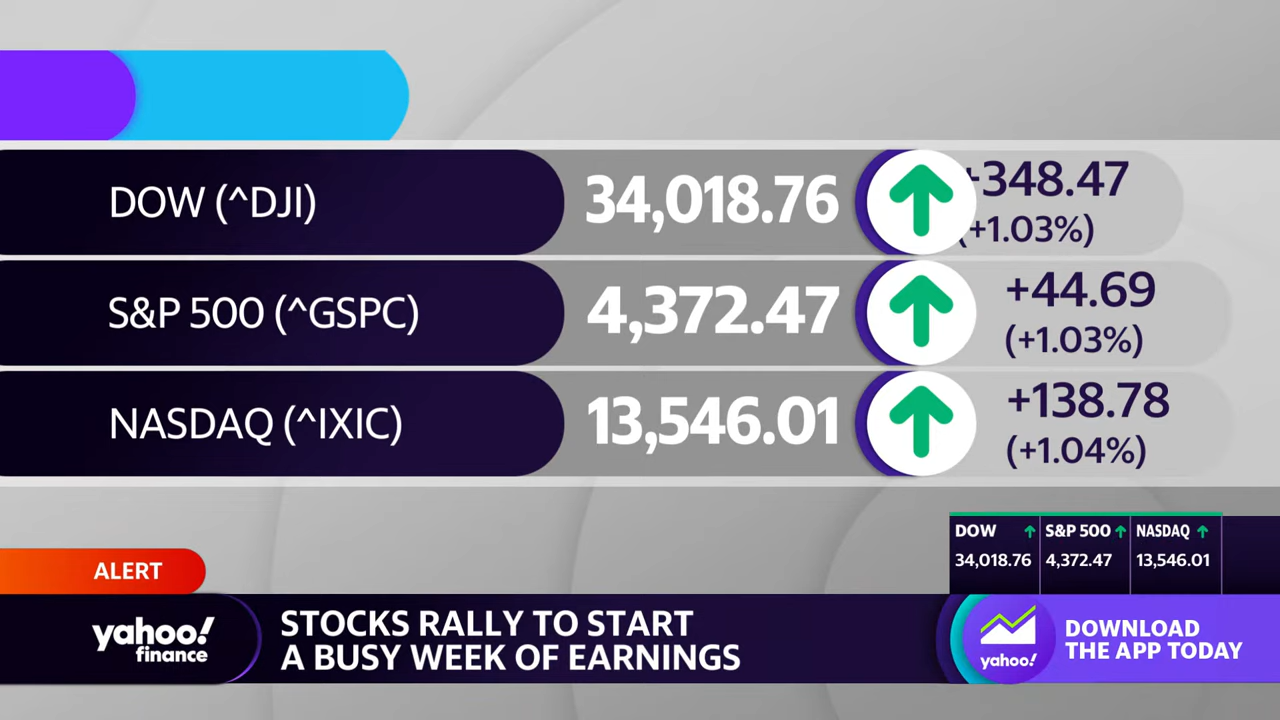 DOW (^DJI) 34,018.76 +348.47
(+1.03%)
S&P 500 (^GSPC) 4,372.47 +44.69
(+1.03%)
NASDAQ (^IXIC) 13,546.01 +138.78
(+1.04%)
DOW S&P 500 NASDAQ
34,018.76 4,372.47 13,546.01
ALERT
yahoo!
finance
STOCKS RALLY TO START
A BUSY WEEK OF EARNINGS
yahoo!
DOWNLOAD
THE APP TODAY